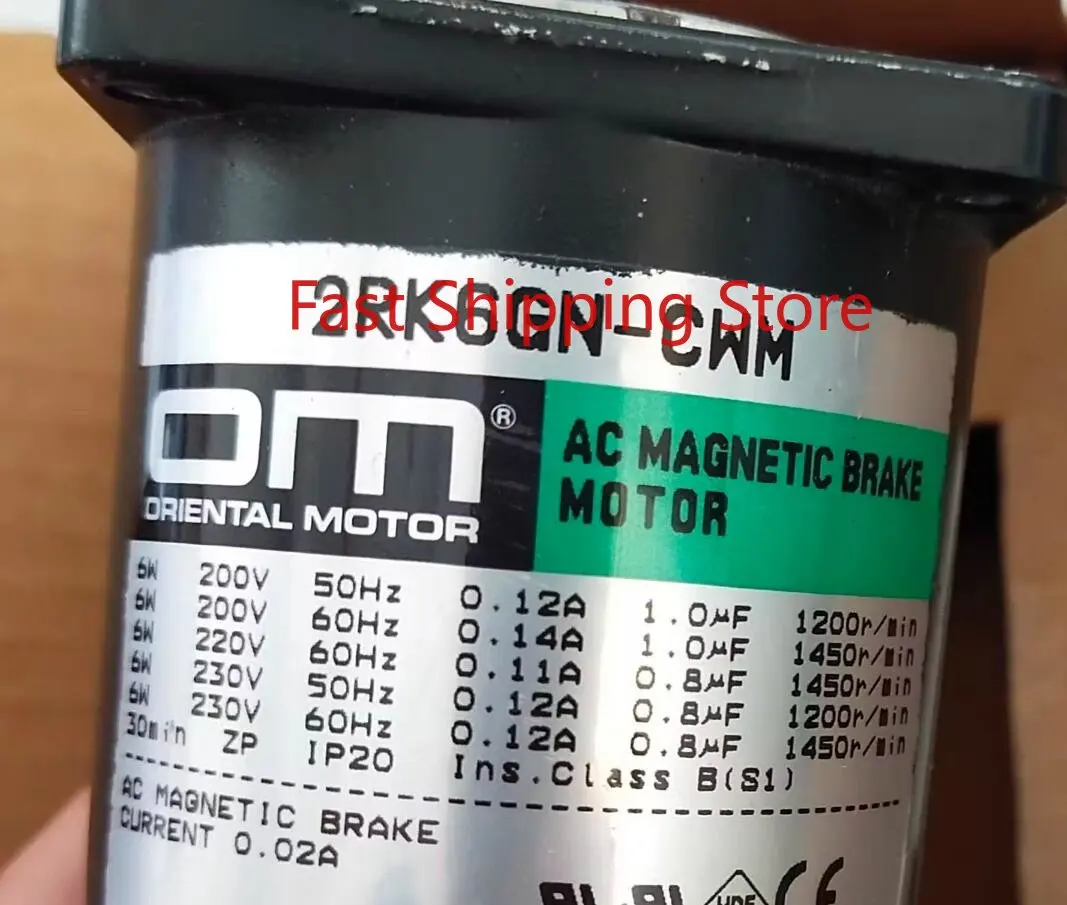 2RK6GN-CWM
Fast Shipping Store
om®
ORIENTAL MOTOR
AC MAGNETIC BRAKE
MOTOR
6W 200V 50Hz 0.12A 1.0μF 1200r/min
6W 200V 60Hz 0.14A 1.0μF 1450r/min
6W 220V 60Hz 0.11A 0.8μF 1450r/min
6W 230V 50Hz 0.12A 0.8μF 1200r/min
6W 230V 60Hz 0.12A 0.8μF 1450r/min
30min ZP IP20 Ins.Class B(S1)
AC MAGNETIC BRAKE
CURRENT 0.02A
CE